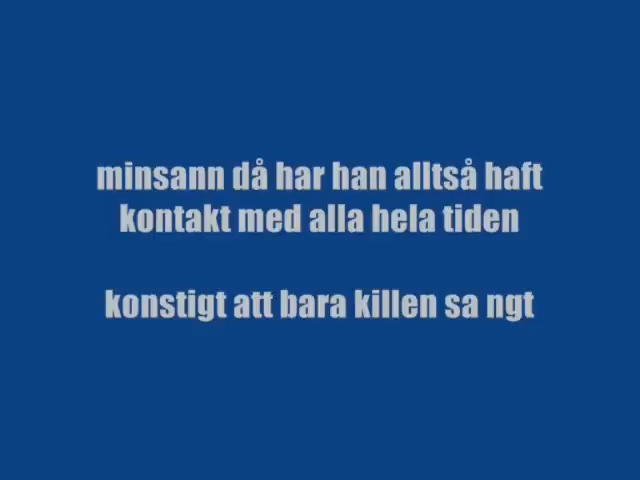 minsann då har han alltså haft
kontakt med alla hela tiden
konstigt att bara killen sa ngt